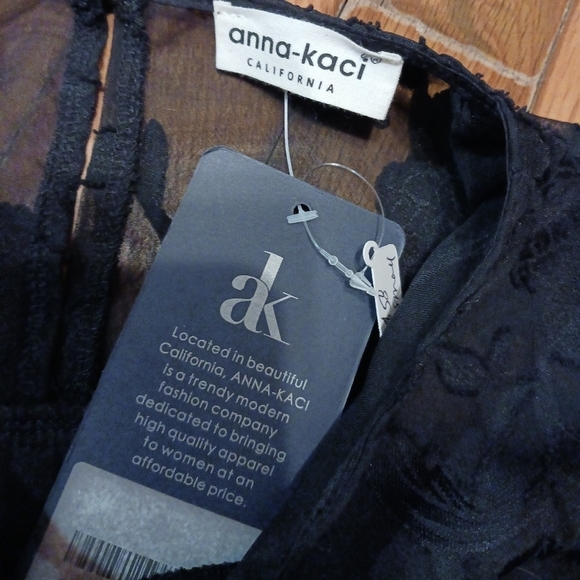 anna-kaci®
CALIFORNIA
ak
Located in beautiful
California, ANNA-KACI
is a trendy modern
fashion company
dedicated to bringing
high quality apparel
to women at an
affordable price.
small